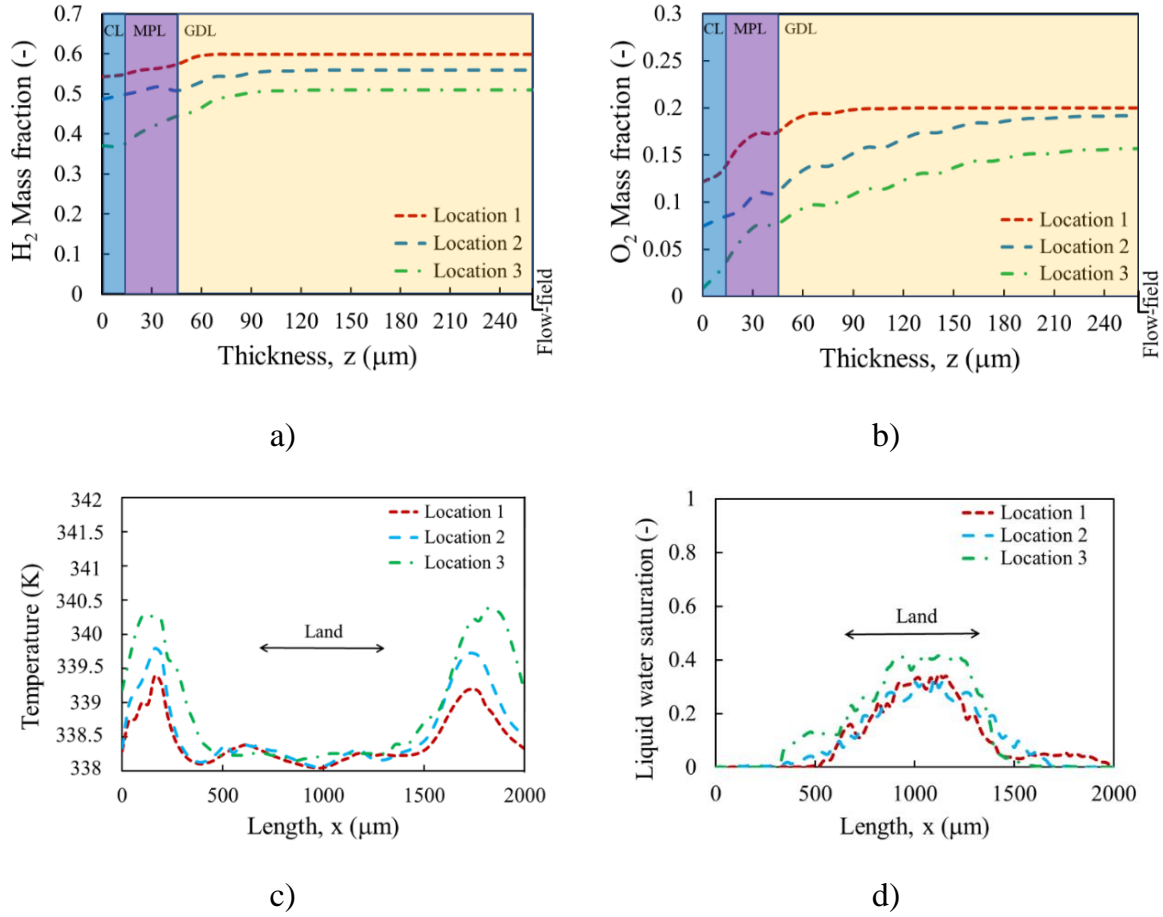 CL MPL GDL
H2 Mass fraction (-)
0.7
0.6
0.5
0.4
0.3
0.2
0.1
0
Location 1
Location 2
Location 3
0 30 60 90 120 150 180 210 240
Thickness, z (μm)
Flow-field
a)
CL MPL GDL
O2 Mass fraction (-)
0.3
0.25
0.2
0.15
0.1
0.05
0
Location 1
Location 2
Location 3
0 30 60 90 120 150 180 210 240
Thickness, z (μm)
Flow-field
b)
Temperature (K)
342
341.5
341
340.5
340
339.5
339
338.5
338
Location 1
Location 2
Location 3
Land
0 500 1000 1500 2000
Length, x (μm)
c)
Liquid water saturation (-)
1
0.8
0.6
0.4
0.2
0
Location 1
Location 2
Location 3
Land
0 500 1000 1500 2000
Length, x (μm)
d)